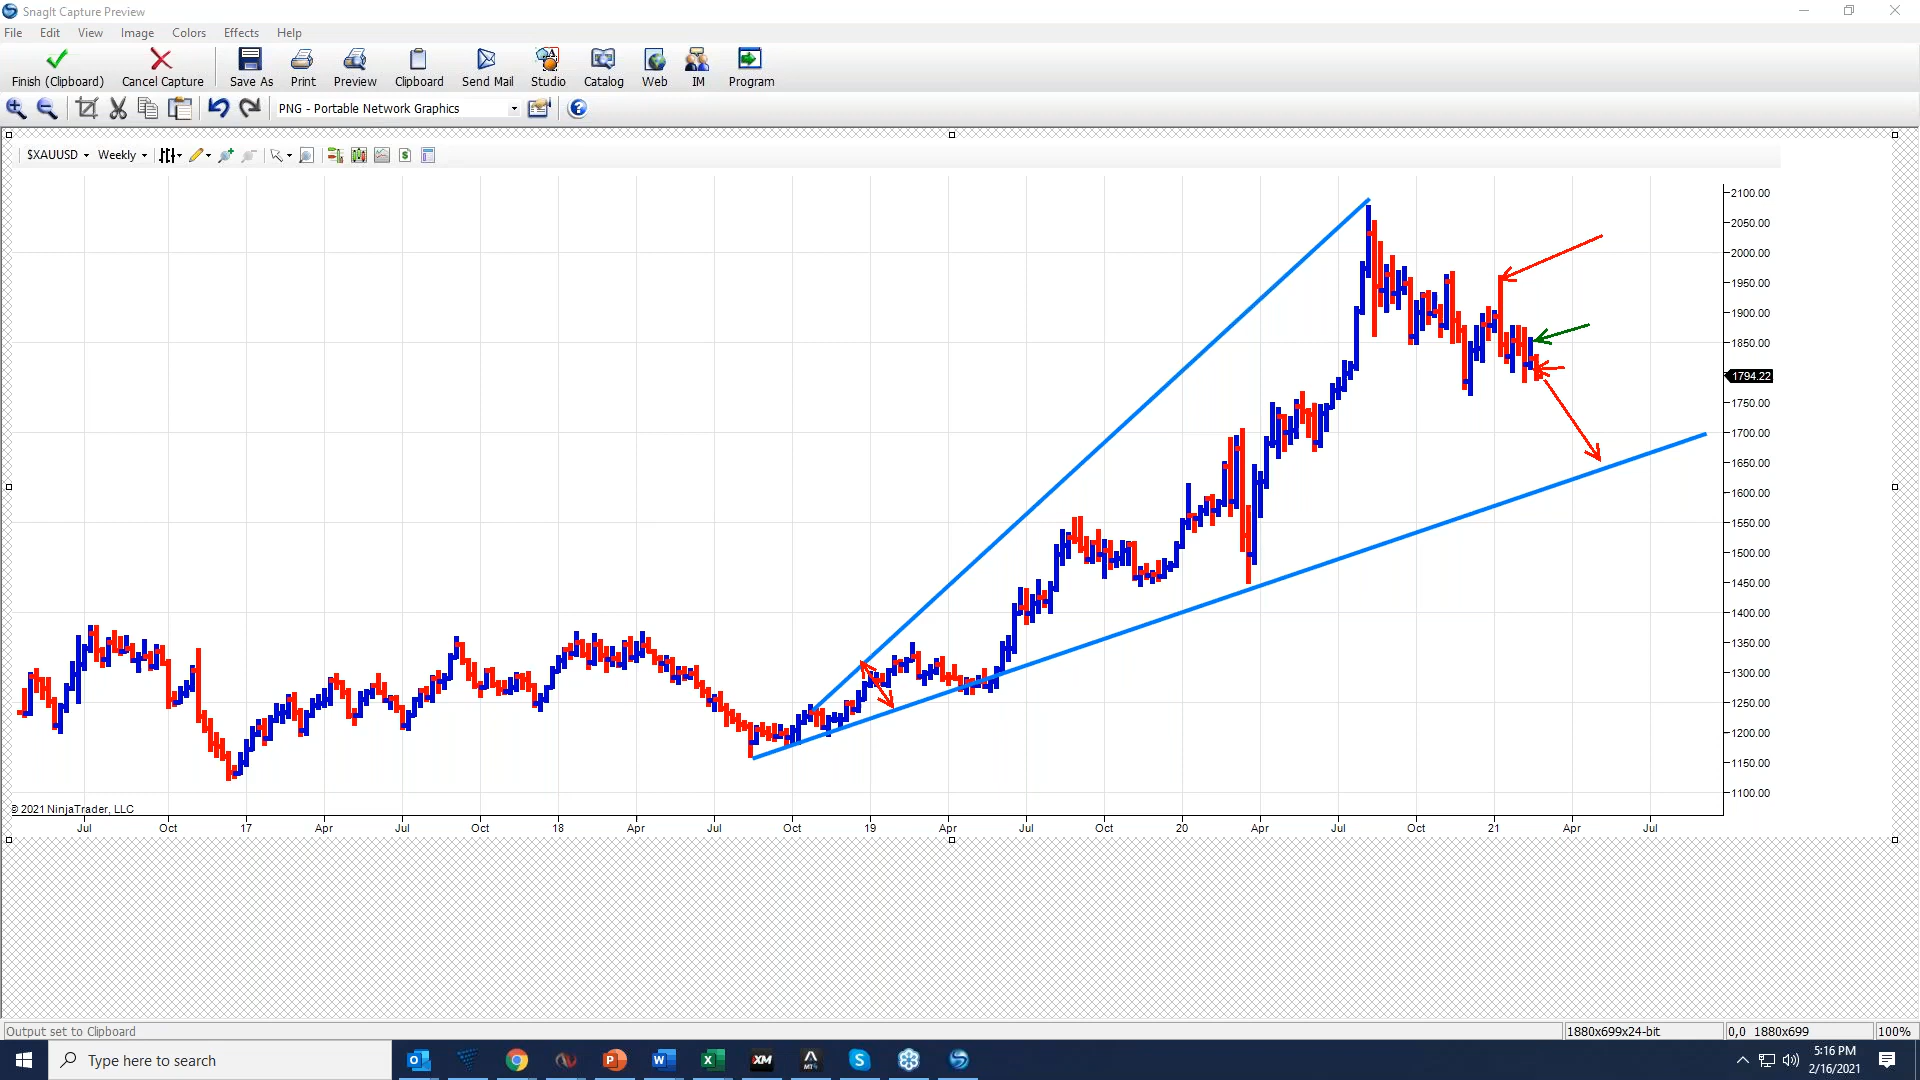 SnagIt Capture Preview
File Edit View Image Colors Effects Help
Finish (Clipboard) Cancel Capture Save As Print Preview Clipboard Send Mail Studio Catalog Web IM Program
PNG - Portable Network Graphics
$XAUUSD Weekly
2100.00
2050.00
2000.00
1950.00
1900.00
1850.00
1794.22
1750.00
1700.00
1650.00
1600.00
1550.00
1500.00
1450.00
1400.00
1350.00
1300.00
1250.00
1200.00
1150.00
1100.00
© 2021 NinjaTrader, LLC
Jul Oct 17 Apr Jul Oct 18 Apr Jul Oct 19 Apr Jul Oct 20 Apr Jul Oct 21 Apr Jul
Output set to Clipboard 1880x699x24-bit 0,0 1880x699 100%
Type here to search
XM
MT4
5:16 PM
2/16/2021